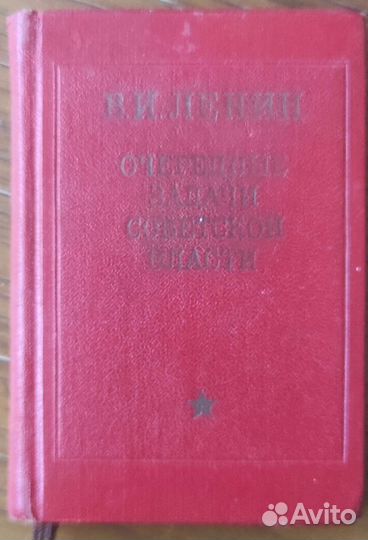 В. И. ЛЕНИН
ОЧЕРЕДНЫЕ
ЗАДАЧИ
СОВЕТСКОЙ
ВЛАСТИ
Avito